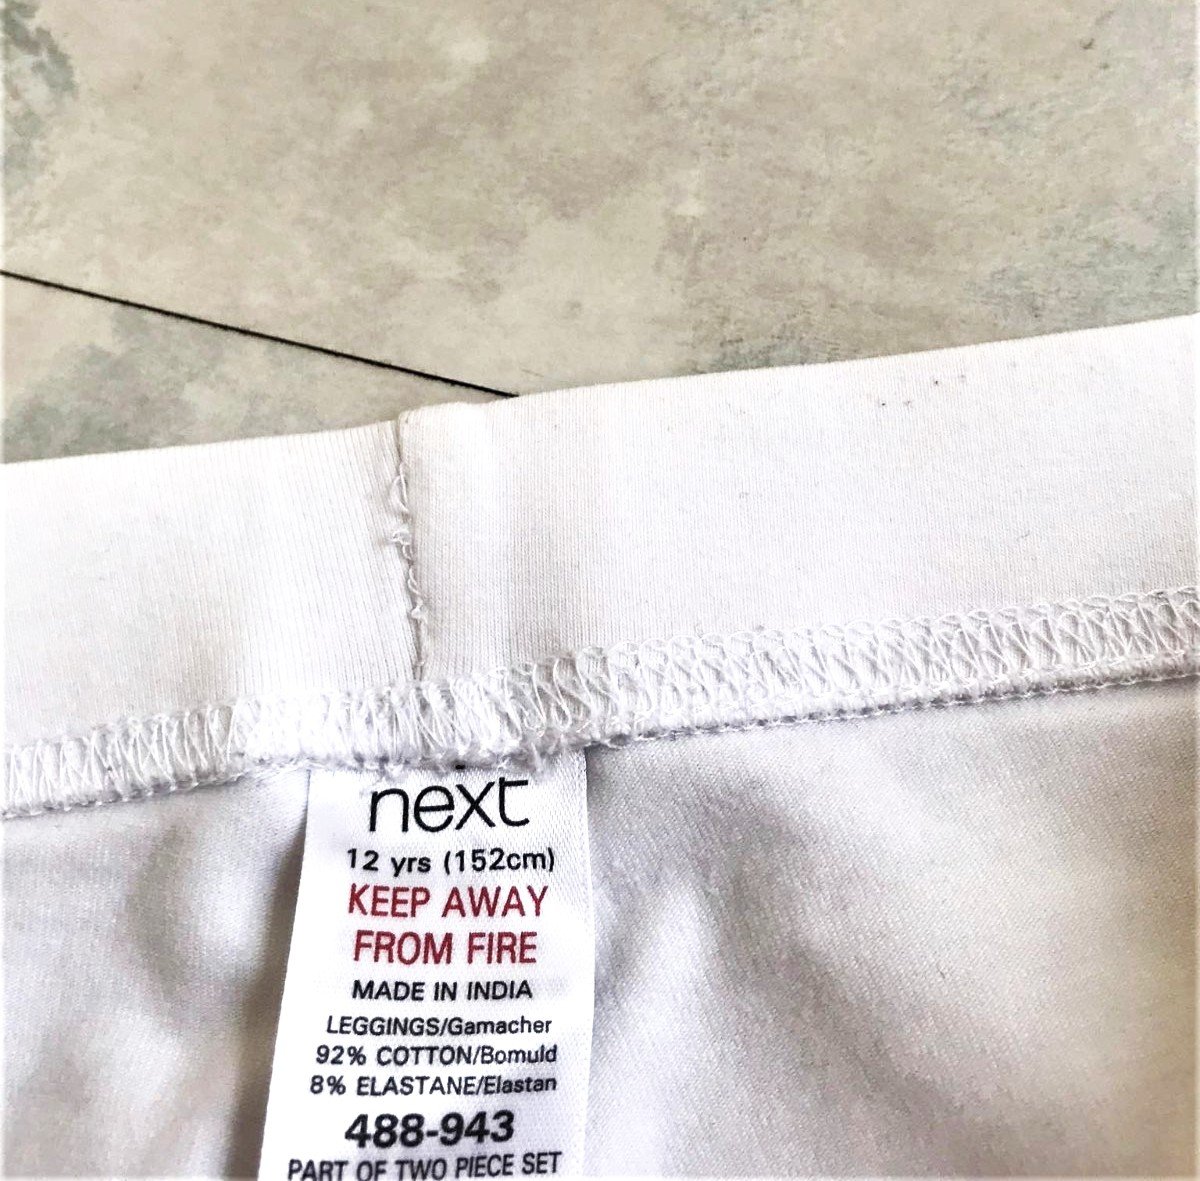 next
12 yrs (152cm)
KEEP AWAY
FROM FIRE
MADE IN INDIA
LEGGINGS/Gamacher
92% COTTON/Bomuld
8% ELASTANE/Elastan
488-943
PART OF TWO PIECE SET